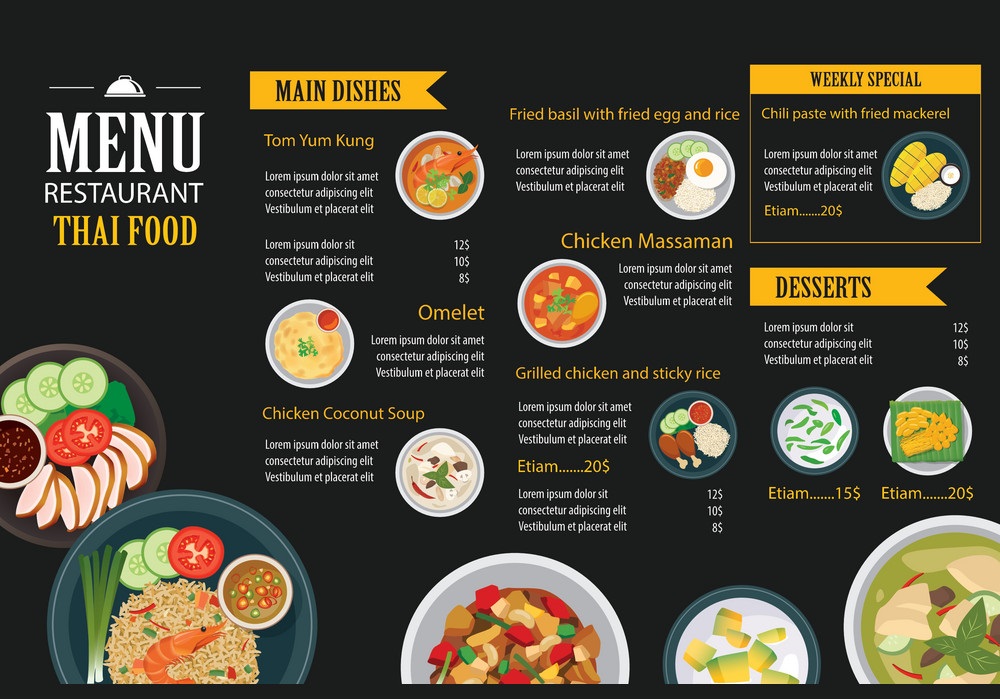 MENU
RESTAURANT
THAI FOOD
MAIN DISHES
Tom Yum Kung
Lorem ipsum dolor sit amet
consectetur adipiscing elit
Vestibulum et placerat elit
Lorem ipsum dolor sit 12$
consectetur adipiscing elit 10$
Vestibulum et placerat elit 8$
Omelet
Lorem ipsum dolor sit amet
consectetur adipiscing elit
Vestibulum et placerat elit
Chicken Coconut Soup
Lorem ipsum dolor sit amet
consectetur adipiscing elit
Vestibulum et placerat elit
Fried basil with fried egg and rice
Lorem ipsum dolor sit amet
consectetur adipiscing elit
Vestibulum et placerat elit
Chicken Massaman
Lorem ipsum dolor sit amet
consectetur adipiscing elit
Vestibulum et placerat elit
Grilled chicken and sticky rice
Lorem ipsum dolor sit amet
consectetur adipiscing elit
Vestibulum et placerat elit
Etiam.......20$
Lorem ipsum dolor sit 12$
consectetur adipiscing elit 10$
Vestibulum et placerat elit 8$
WEEKLY SPECIAL
Chili paste with fried mackerel
Lorem ipsum dolor sit amet
consectetur adipiscing elit
Vestibulum et placerat elit
Etiam.......20$
DESSERTS
Lorem ipsum dolor sit 12$
consectetur adipiscing elit 10$
Vestibulum et placerat elit 8$
Etiam.......15$ Etiam.......20$